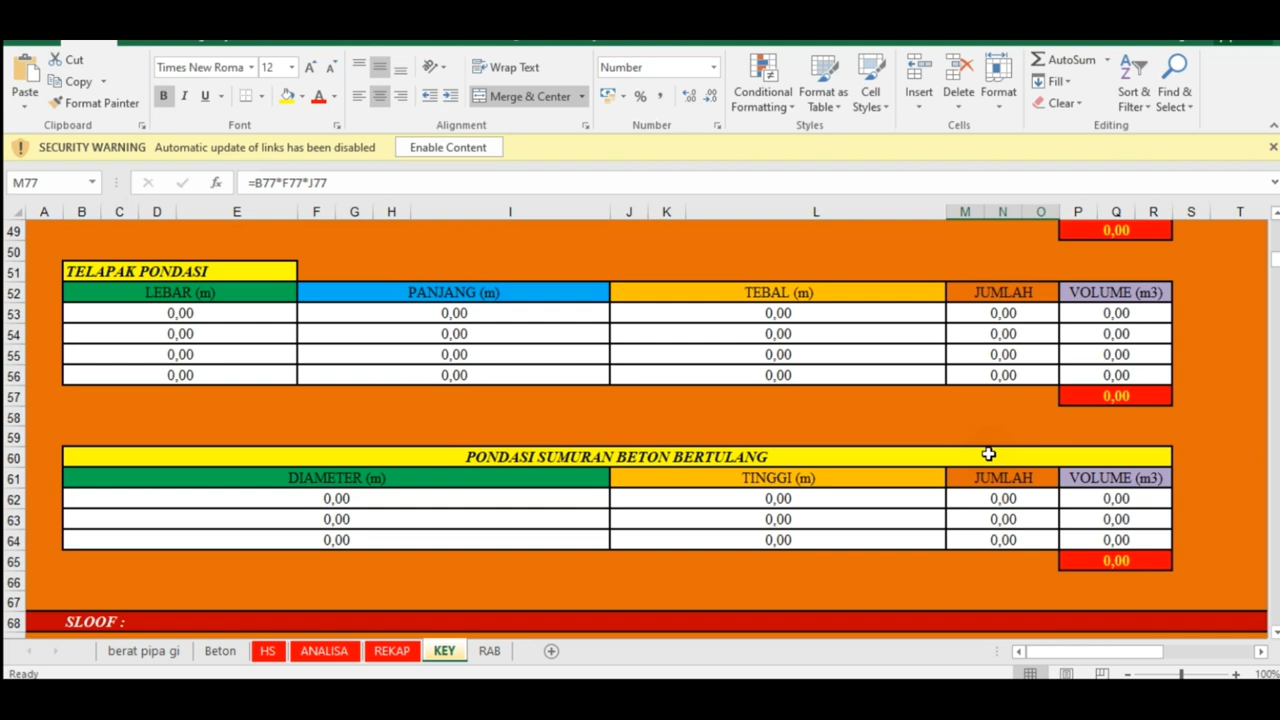 Cut
Copy
Format Painter
Paste
Clipboard
Times New Roma 12
B I U
Font
Wrap Text
Merge & Center
Alignment
Number
%
Number
Conditional Formatting
Format as Table
Cell Styles
Styles
Insert Delete Format
Cells
AutoSum
Fill
Clear
Sort & Filter
Find & Select
Editing
SECURITY WARNING Automatic update of links has been disabled Enable Content
M77 fx =B77*F77*J77
A B C D E F G H I J K L M N O P Q R S T
49 0,00
50
51 TELAPAK PONDASI
52 LEBAR (m) PANJANG (m) TEBAL (m) JUMLAH VOLUME (m3)
53 0,00 0,00 0,00 0,00 0,00
54 0,00 0,00 0,00 0,00 0,00
55 0,00 0,00 0,00 0,00 0,00
56 0,00 0,00 0,00 0,00 0,00
57 0,00
58
59
60 PONDASI SUMURAN BETON BERTULANG
61 DIAMETER (m) TINGGI (m) JUMLAH VOLUME (m3)
62 0,00 0,00 0,00 0,00
63 0,00 0,00 0,00 0,00
64 0,00 0,00 0,00 0,00
65 0,00
66
67
68 SLOOF :
berat pipa gi Beton HS ANALISA REKAP KEY RAB
Ready 100%